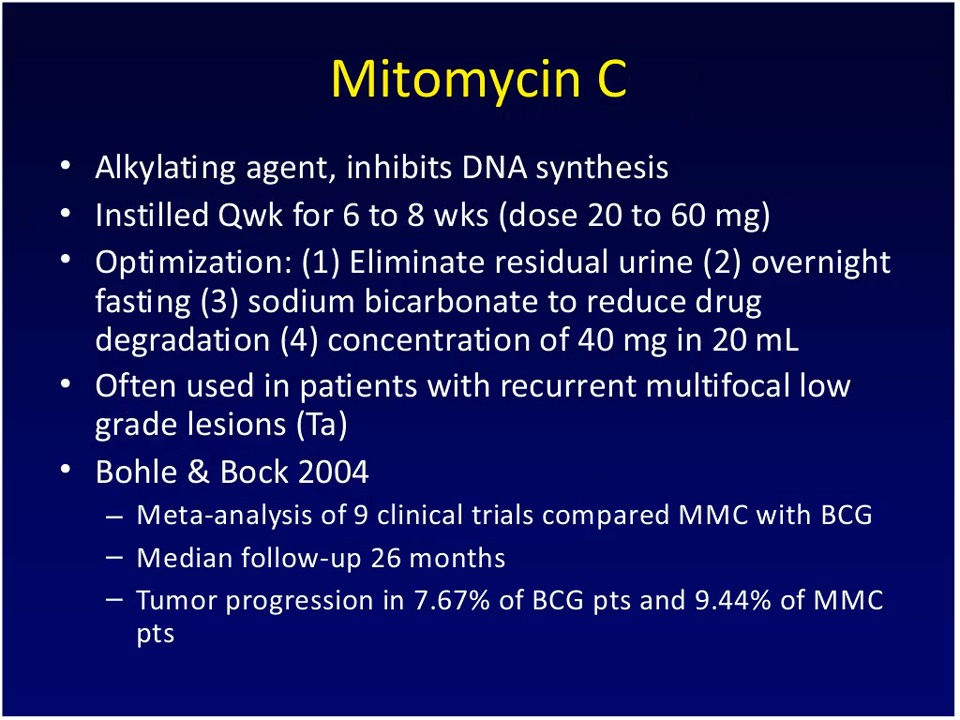 Mitomycin C
• Alkylating agent, inhibits DNA synthesis
• Instilled Qwk for 6 to 8 wks (dose 20 to 60 mg)
• Optimization: (1) Eliminate residual urine (2) overnight
fasting (3) sodium bicarbonate to reduce drug
degradation (4) concentration of 40 mg in 20 mL
• Often used in patients with recurrent multifocal low
grade lesions (Ta)
• Bohle & Bock 2004
– Meta-analysis of 9 clinical trials compared MMC with BCG
– Median follow-up 26 months
– Tumor progression in 7.67% of BCG pts and 9.44% of MMC
pts